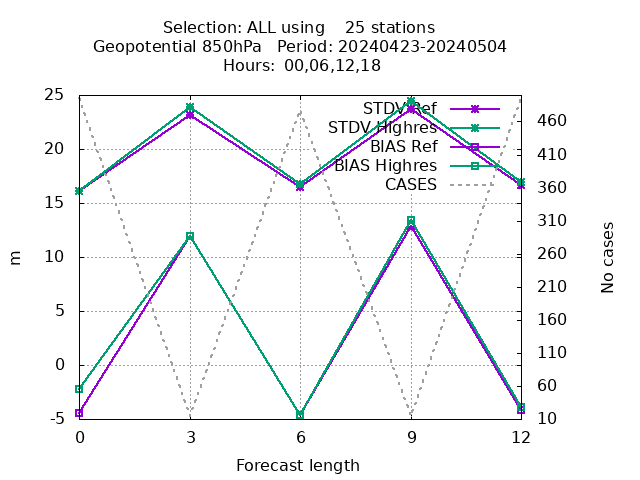 Selection: ALL using    25 stations
Geopotential 850hPa   Period: 20240423-20240504
Hours: 00,06,12,18
STDV Ref
STDV Highres
BIAS Ref
BIAS Highres
CASES
25
20
15
10
5
0
-5
m
460
410
360
310
260
210
160
110
60
10
No cases
0 3 6 9 12
Forecast length